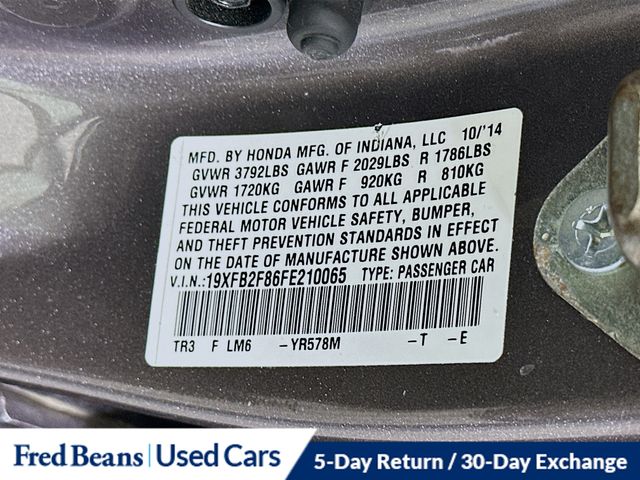 MFD. BY HONDA MFG. OF INDIANA, LLC 10/'14
GVWR 3792LBS GAWR F 2029LBS R 1786LBS
GVWR 1720KG GAWR F 920KG R 810KG
THIS VEHICLE CONFORMS TO ALL APPLICABLE
FEDERAL MOTOR VEHICLE SAFETY, BUMPER,
AND THEFT PREVENTION STANDARDS IN EFFECT
ON THE DATE OF MANUFACTURE SHOWN ABOVE.
V.I.N.:19XFB2F86FE210065 TYPE: PASSENGER CAR
TR3 F LM6 -YR578M -T -E
Fred Beans | Used Cars 5-Day Return / 30-Day Exchange